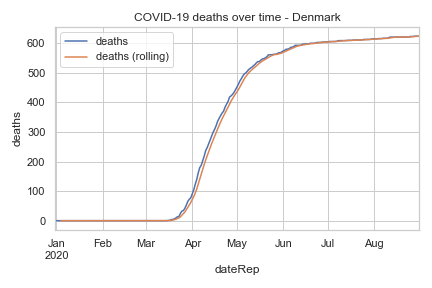 COVID-19 deaths over time - Denmark
deaths
deaths (rolling)
600
500
400
300
200
100
0
deaths
Jan Feb Mar Apr May Jun Jul Aug
2020
dateRep